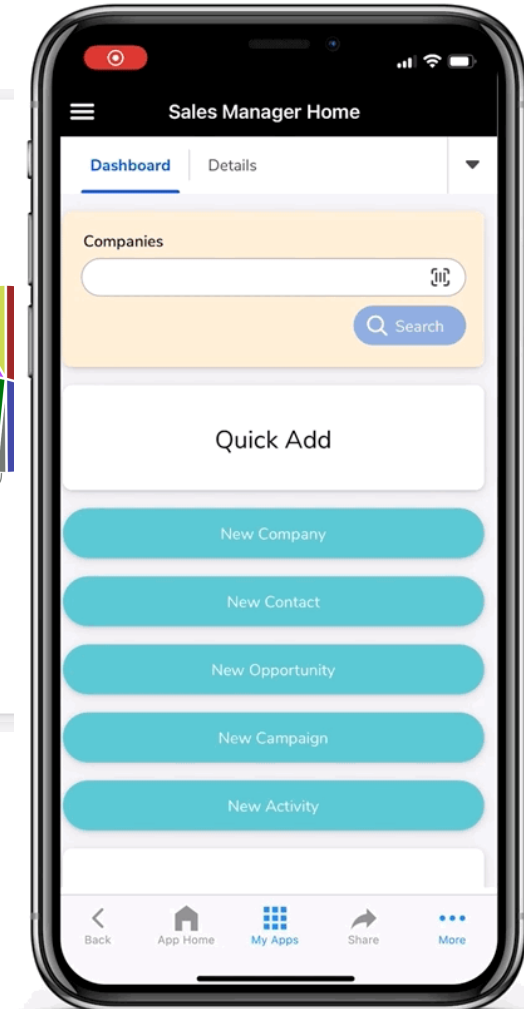 Sales Manager Home
Dashboard Details
Companies
Search
Quick Add
New Company
New Contact
New Opportunity
New Campaign
New Activity
Back App Home My Apps Share More